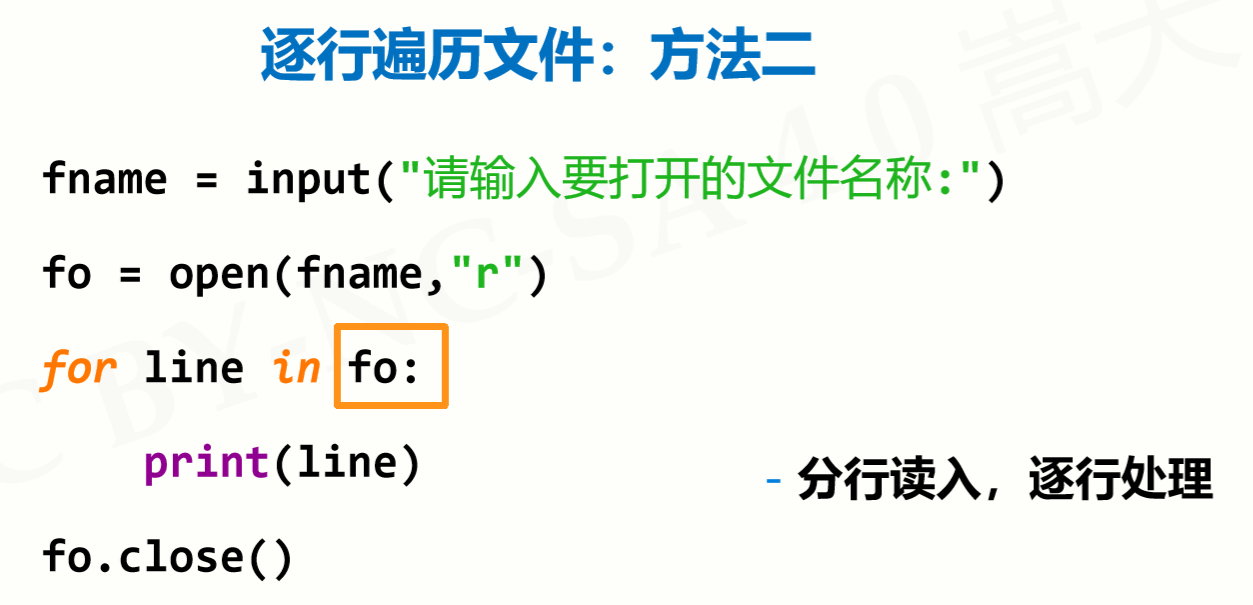 逐行遍历文件：方法二
fname = input("请输入要打开的文件名称:")
fo = open(fname,"r")
for line in fo:
    print(line)
- 分行读入，逐行处理
fo.close()
CC BY-NC-SA 4.0 嵩天